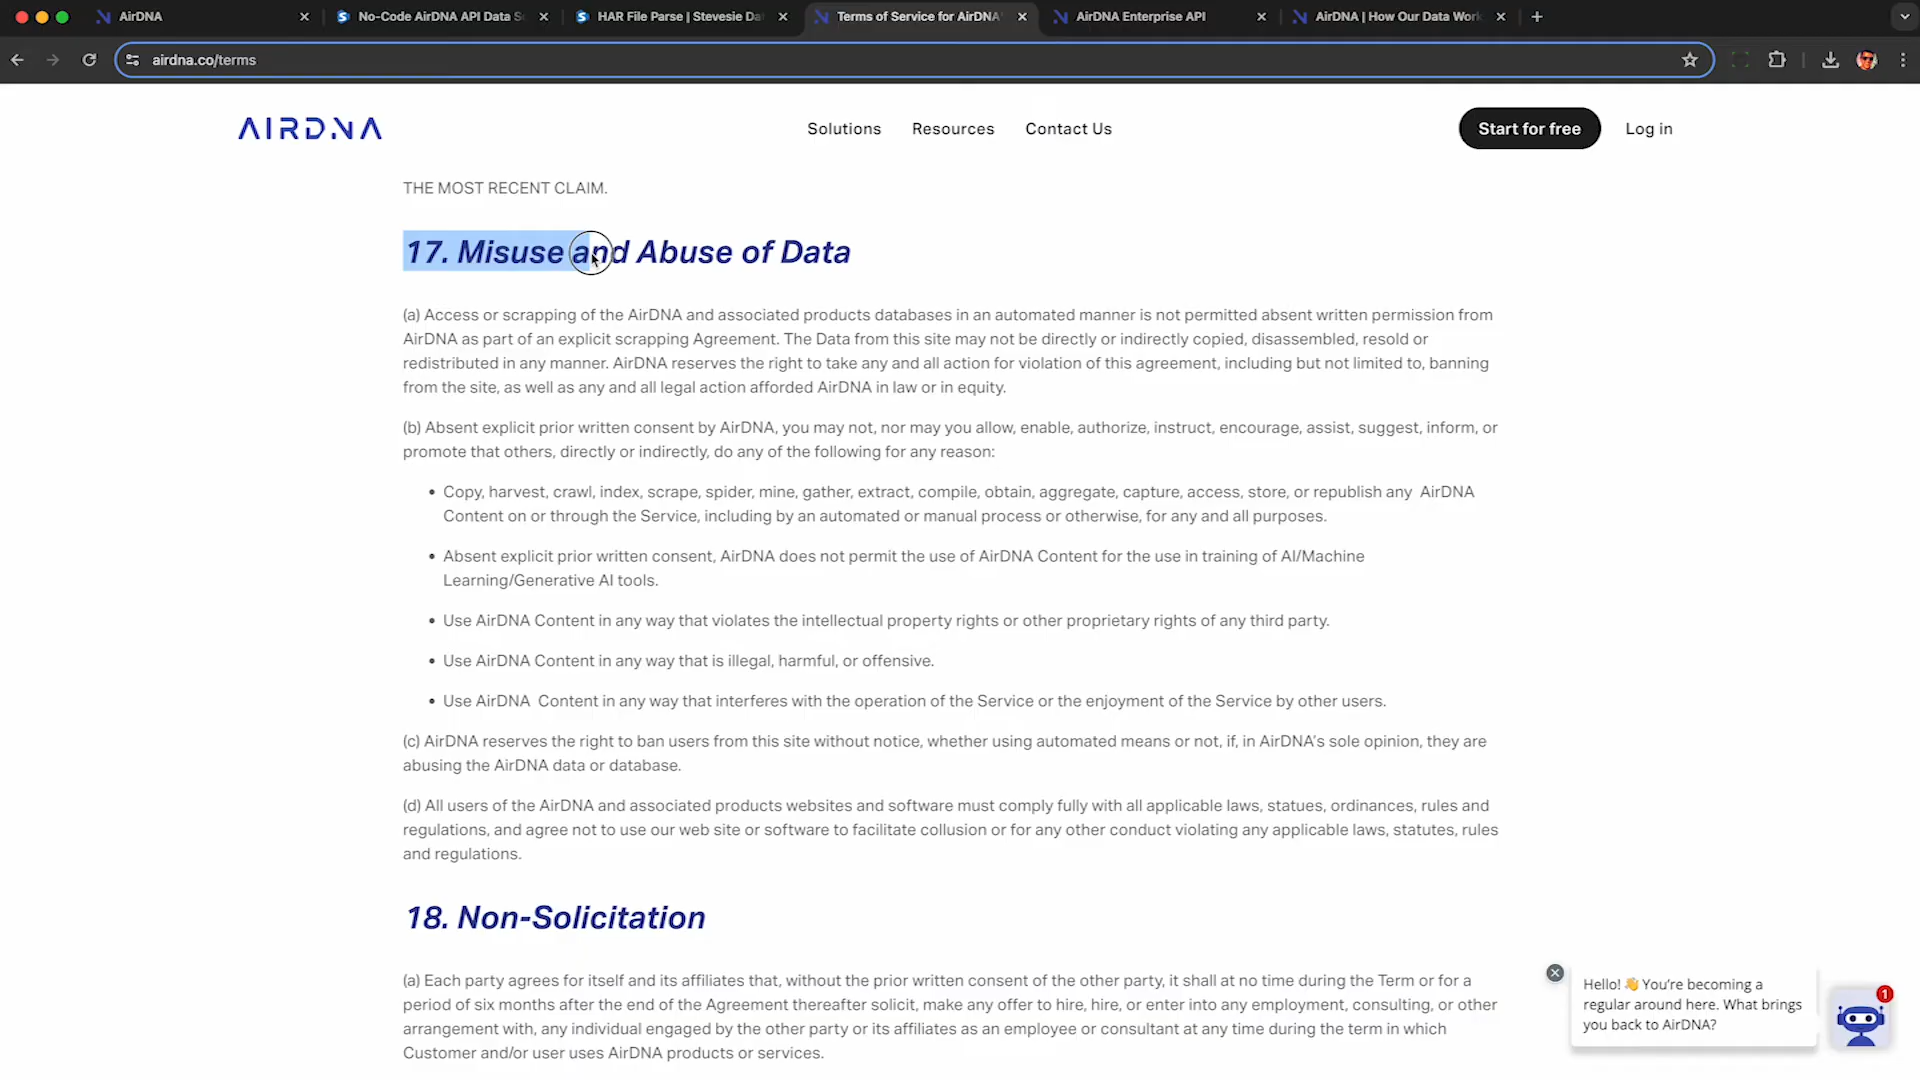 AirDNA
No-Code AirDNA API Data S
HAR File Parse | Stevesie Da
Terms of Service for AirDNA'
AirDNA Enterprise API
AirDNA | How Our Data Work
airdna.co/terms
AIRDNA
Solutions
Resources
Contact Us
Start for free
Log in
THE MOST RECENT CLAIM.
17. Misuse and Abuse of Data
(a) Access or scrapping of the AirDNA and associated products databases in an automated manner is not permitted absent written permission from
AirDNA as part of an explicit scrapping Agreement. The Data from this site may not be directly or indirectly copied, disassembled, resold or
redistributed in any manner. AirDNA reserves the right to take any and all action for violation of this agreement, including but not limited to, banning
from the site, as well as any and all legal action afforded AirDNA in law or in equity.
(b) Absent explicit prior written consent by AirDNA, you may not, nor may you allow, enable, authorize, instruct, encourage, assist, suggest, inform, or
promote that others, directly or indirectly, do any of the following for any reason:
• Copy, harvest, crawl, index, scrape, spider, mine, gather, extract, compile, obtain, aggregate, capture, access, store, or republish any AirDNA
Content on or through the Service, including by an automated or manual process or otherwise, for any and all purposes.
• Absent explicit prior written consent, AirDNA does not permit the use of AirDNA Content for the use in training of AI/Machine
Learning/Generative AI tools.
• Use AirDNA Content in any way that violates the intellectual property rights or other proprietary rights of any third party.
• Use AirDNA Content in any way that is illegal, harmful, or offensive.
• Use AirDNA Content in any way that interferes with the operation of the Service or the enjoyment of the Service by other users.
(c) AirDNA reserves the right to ban users from this site without notice, whether using automated means or not, if, in AirDNA's sole opinion, they are
abusing the AirDNA data or database.
(d) All users of the AirDNA and associated products websites and software must comply fully with all applicable laws, statues, ordinances, rules and
regulations, and agree not to use our web site or software to facilitate collusion or for any other conduct violating any applicable laws, statutes, rules
and regulations.
18. Non-Solicitation
(a) Each party agrees for itself and its affiliates that, without the prior written consent of the other party, it shall at no time during the Term or for a
period of six months after the end of the Agreement thereafter solicit, make any offer to hire, hire, or enter into any employment, consulting, or other
arrangement with, any individual engaged by the other party or its affiliates as an employee or consultant at any time during the term in which
Customer and/or user uses AirDNA products or services.
Hello! 👋 You're becoming a
regular around here. What brings
you back to AirDNA?
1